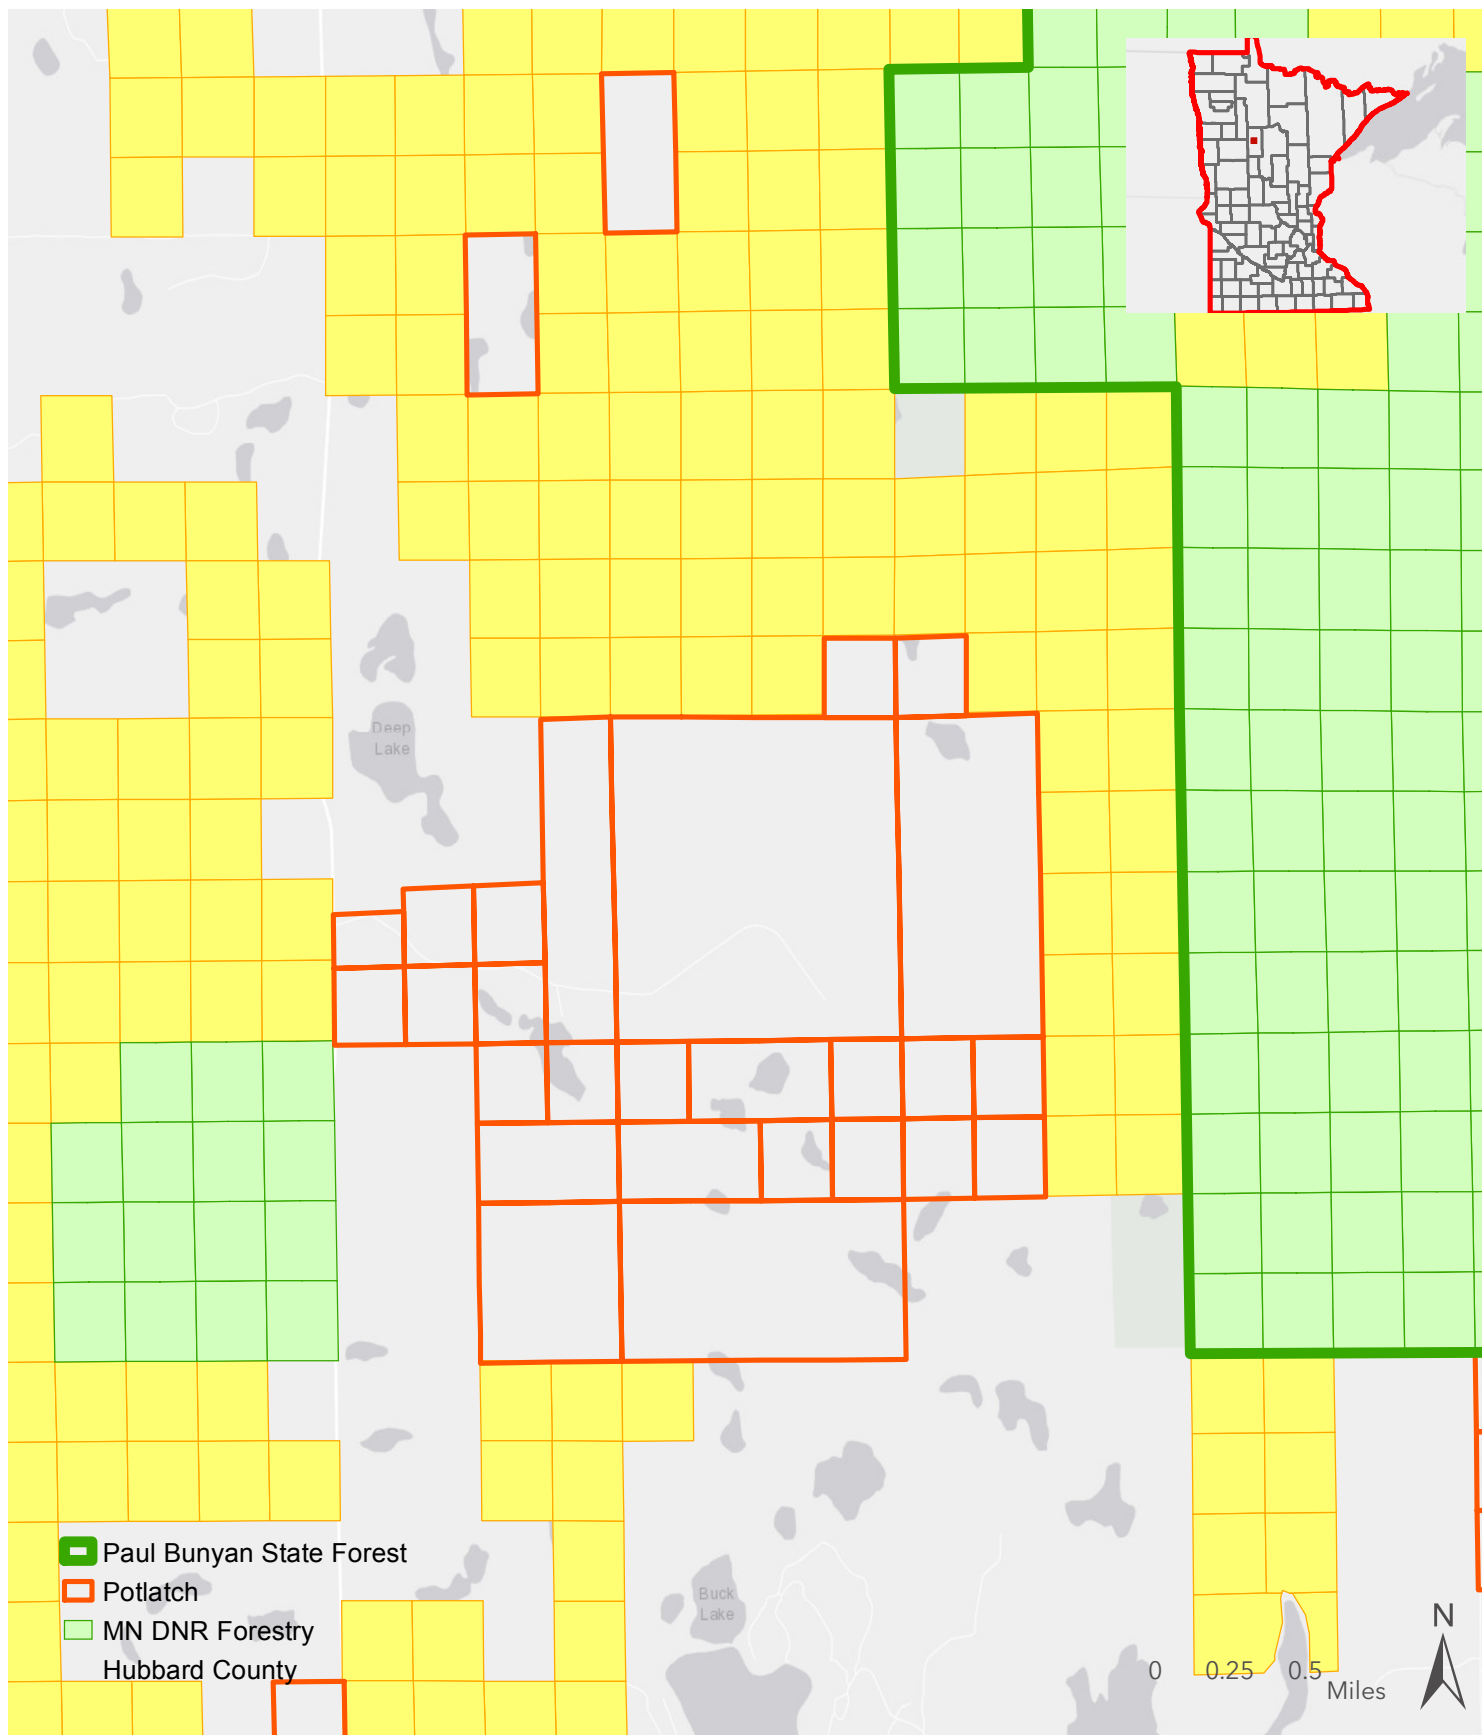 Deep
Lake
Paul Bunyan State Forest
Potlatch
MN DNR Forestry
Hubbard County
Buck
Lake
0 0.25 0.5
Miles
N